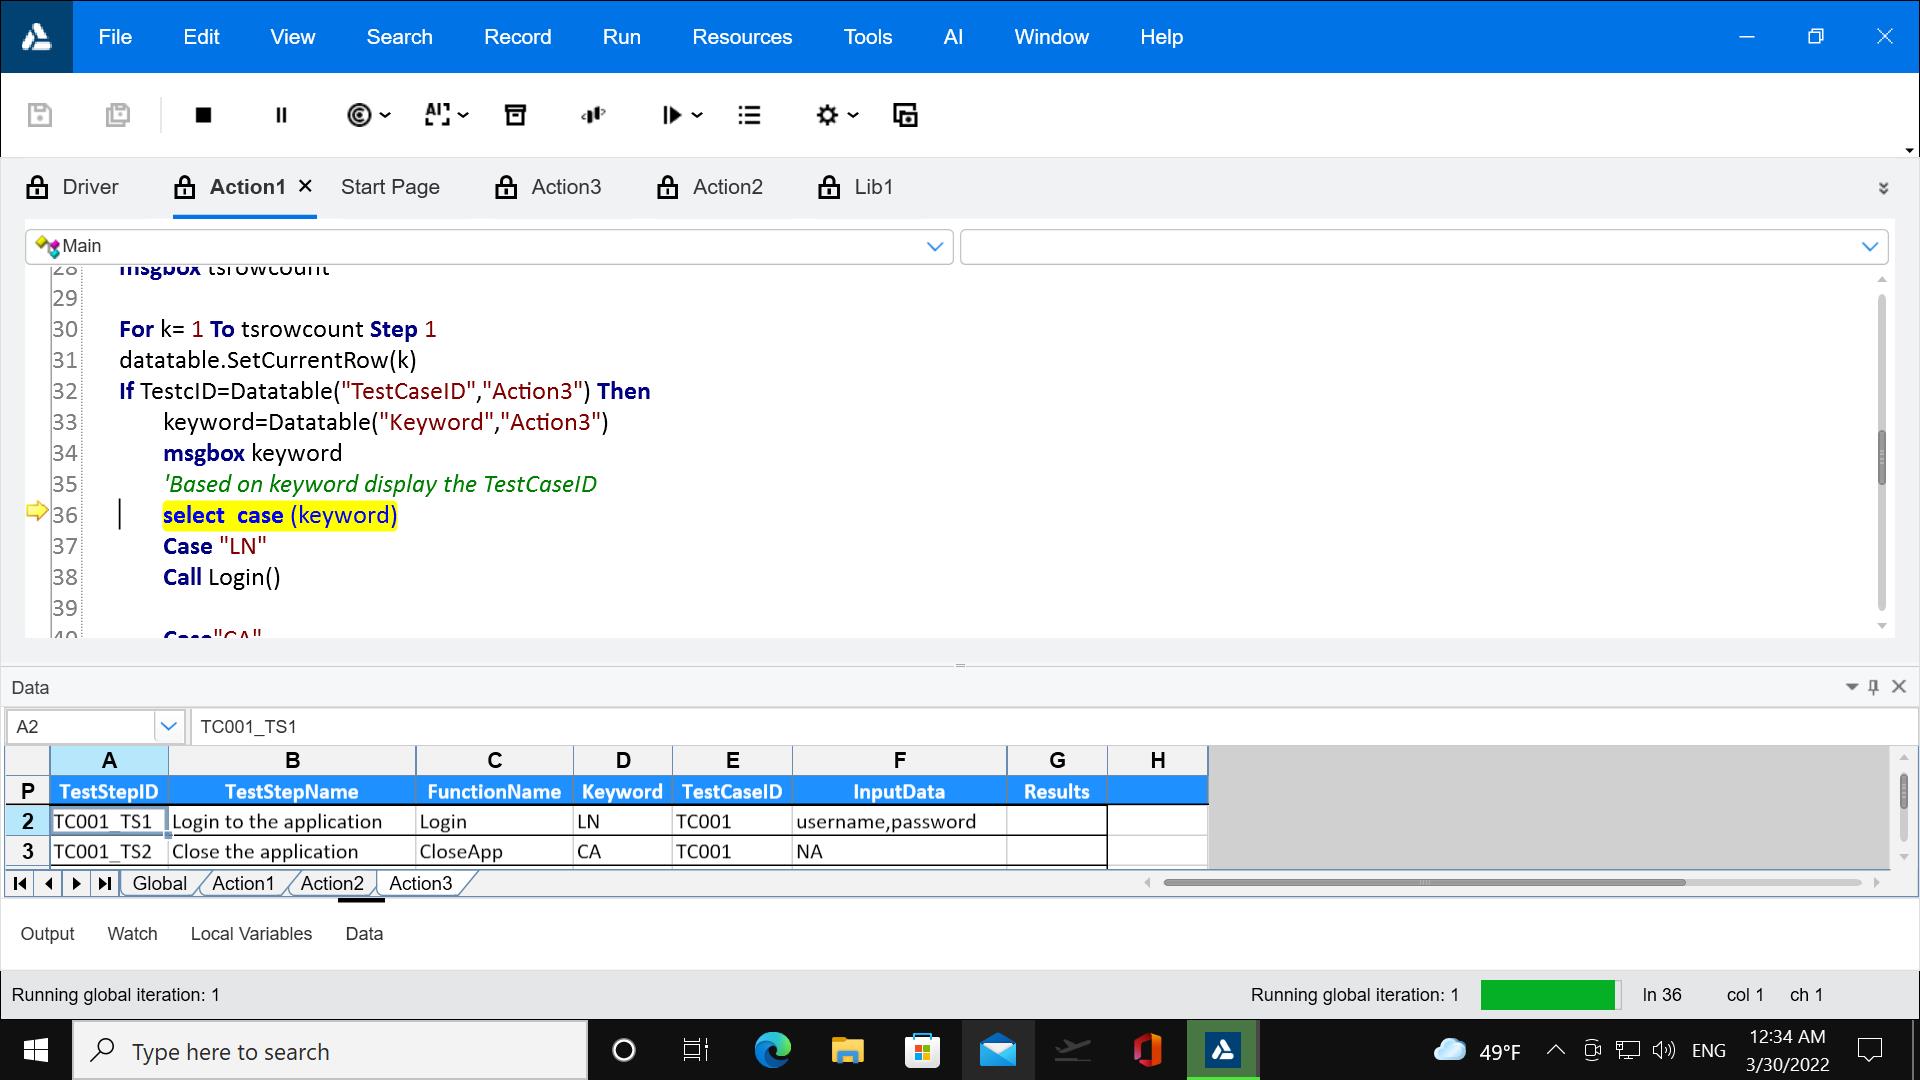 File Edit View Search Record Run Resources Tools AI Window Help
AI
Driver Action1 Start Page Action3 Action2 Lib1
Main
28 msgbox tsrowcount
29
30 For k= 1 To tsrowcount Step 1
31 datatable.SetCurrentRow(k)
32 If TestcID=Datatable("TestCaseID","Action3") Then
33 keyword=Datatable("Keyword","Action3")
34 msgbox keyword
35 'Based on keyword display the TestCaseID
36 select  case (keyword)
37 Case "LN"
38 Call Login()
39
40 Case"CA"
Data
A2 TC001_TS1
A B C D E F G H
P TestStepID TestStepName FunctionName Keyword TestCaseID InputData Results
2 TC001_TS1 Login to the application Login LN TC001 username,password
3 TC001_TS2 Close the application CloseApp CA TC001 NA
Global Action1 Action2 Action3
Output Watch Local Variables Data
Running global iteration: 1 Running global iteration: 1 ln 36 col 1 ch 1
Type here to search 49°F ENG 12:34 AM
3/30/2022